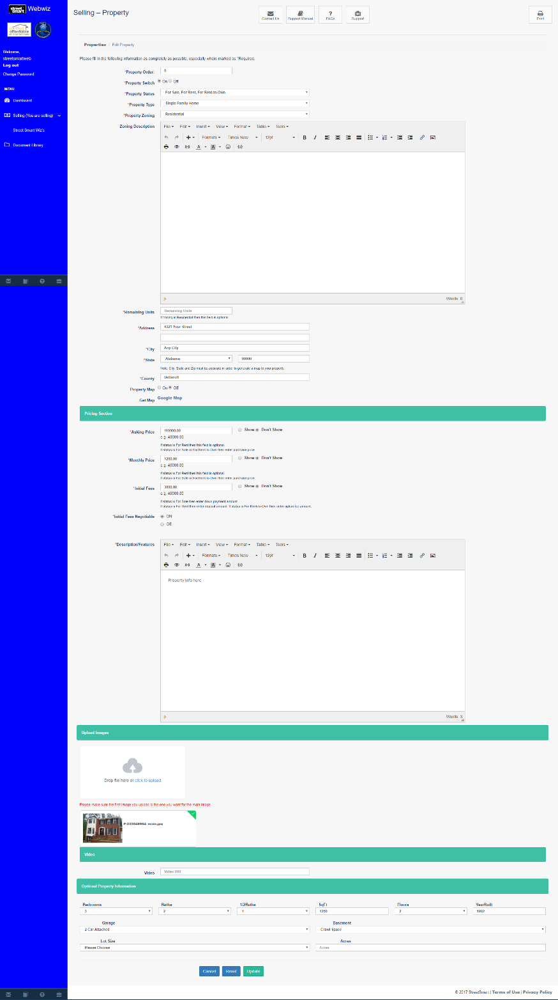 street smart Webwiz
affordable
Welcome,
streetsmartweb
Log out
Change Password
MENU
Dashboard
Selling (You are selling)
Street Smart Wiz's
Document Library
Selling – Property
Contact Us
Support Manual
? FAQs
Support
Print
Properties / Edit Property
Please fill in the following information as completely as possible, especially where marked as *Required.
*Property Order: 0
*Property Switch On Off
*Property Status For Sale, For Rent, For Rent-to-Own
*Property Type Single Family Home
*Property Zoning Residential
Zoning Description
File Edit Insert View Format Table Tools
Formats Times New ... 12pt B I
A A {;}
p Words: 0
*Remaining Units Remaining Units
If Zoning is Residential then this field is optional
*Address 4321 Your Street
*City Any City
*State Alabama 00000
Note: City, State and Zip must be accurate in order to generate a map to your property.
*County Betteroff
Property Map On Off
Get Map Google Map
Pricing Section
*Asking Price 119900.00 Show Don't Show
e.g. 40000.00
If status is For Rent then this field is optional.
If status is For Sale or For Rent-to-Own then enter purchase price.
*Monthly Price 1200.00 Show Don't Show
e.g. 40000.00
If status is For Rent then this field is optional.
If status is For Sale or For Rent-to-Own then enter purchase price.
*Initial Fees 3000.00 Show Don't Show
e.g. 40000.00
If status is For Sale then enter down payment amount.
If status is For Rent then enter deposit amount. If status is For Rent-to-Own then enter option fee amount.
*Initial Fees Negotiable ON
Off
*Description/Features
File Edit Insert View Format Table Tools
Formats Times New ... 12pt B I
A A {;}
Property Info here
p Words: 3
Upload Images
Drop file here or click to upload
Please make sure the first image you upload is the one you want for the main image
P-222048964_main.jpg
Video
Video Video URL
Optional Property Information
Bedrooms Baths 1/2Baths SqFt Floors YearBuilt
3 2 1 1250 2 1982
Garage Basement
2 Car Attached Crawl Space
Lot Size Acres
Please Choose Acres
Cancel Reset Update
© 2017 StreetSmart | Terms of Use | Privacy Policy